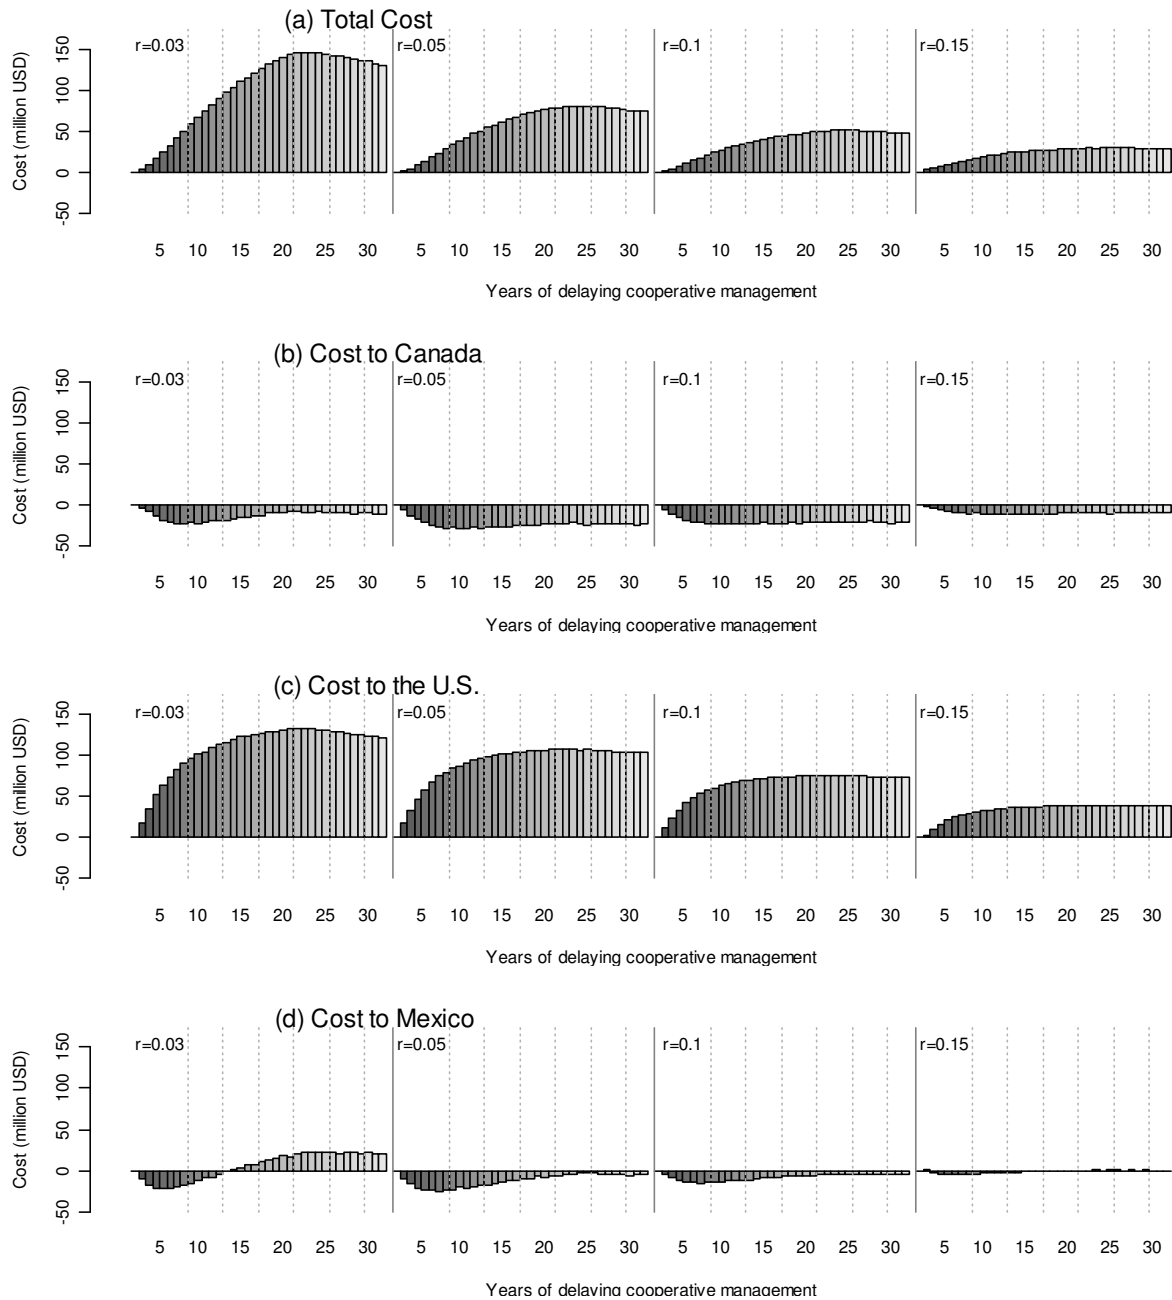 (a) Total Cost
r=0.03 r=0.05 r=0.1 r=0.15
Cost (million USD)
-50 0 50 100 150
5 10 15 20 25 30 5 10 15 20 25 30 5 10 15 20 25 30 5 10 15 20 25 30
Years of delaying cooperative management
(b) Cost to Canada
r=0.03 r=0.05 r=0.1 r=0.15
Cost (million USD)
-50 0 50 100 150
5 10 15 20 25 30 5 10 15 20 25 30 5 10 15 20 25 30 5 10 15 20 25 30
Years of delaying cooperative management
(c) Cost to the U.S.
r=0.03 r=0.05 r=0.1 r=0.15
Cost (million USD)
-50 0 50 100 150
5 10 15 20 25 30 5 10 15 20 25 30 5 10 15 20 25 30 5 10 15 20 25 30
Years of delaying cooperative management
(d) Cost to Mexico
r=0.03 r=0.05 r=0.1 r=0.15
Cost (million USD)
-50 0 50 100 150
5 10 15 20 25 30 5 10 15 20 25 30 5 10 15 20 25 30 5 10 15 20 25 30
Years of delaying cooperative management